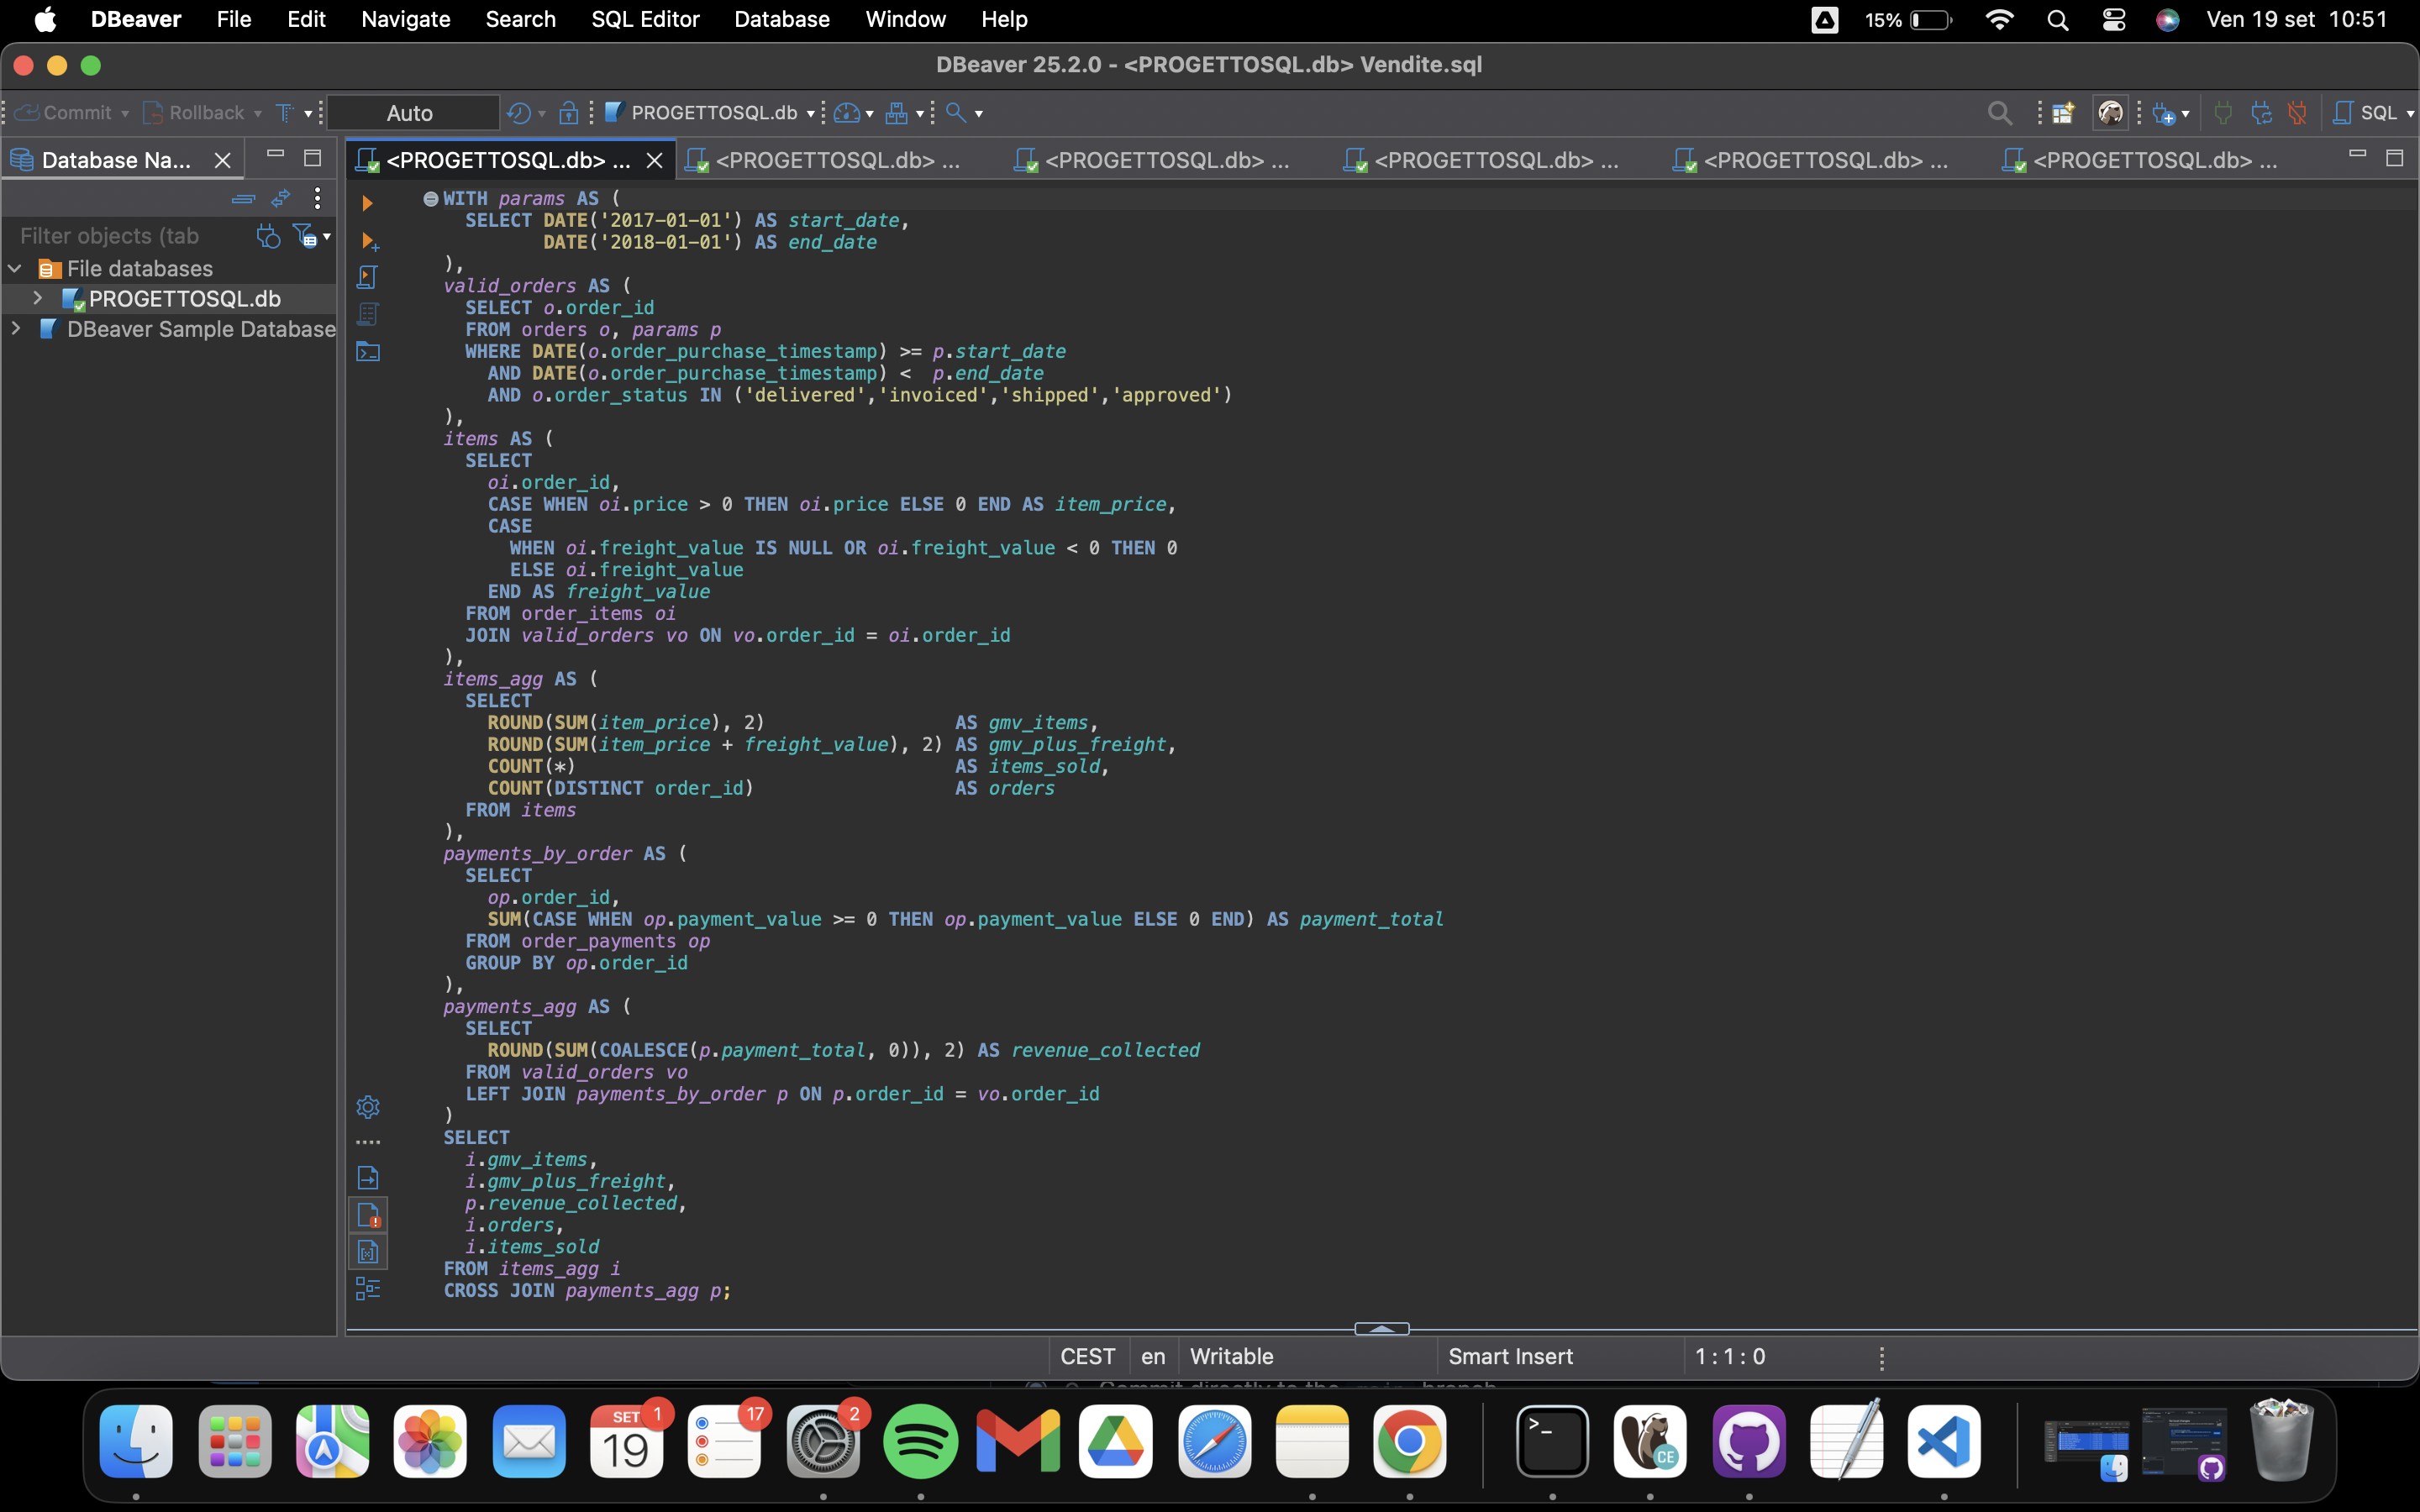 DBeaver File Edit Navigate Search SQL Editor Database Window Help 15% Ven 19 set 10:51
DBeaver 25.2.0 - <PROGETTOSQL.db> Vendite.sql
Commit Rollback T Auto PROGETTOSQL.db SQL
Database Na... <PROGETTOSQL.db> ... <PROGETTOSQL.db> ... <PROGETTOSQL.db> ... <PROGETTOSQL.db> ... <PROGETTOSQL.db> ... <PROGETTOSQL.db> ...
Filter objects (tab
File databases
PROGETTOSQL.db
DBeaver Sample Database
WITH params AS (
SELECT DATE('2017-01-01') AS start_date,
DATE('2018-01-01') AS end_date
),
valid_orders AS (
SELECT o.order_id
FROM orders o, params p
WHERE DATE(o.order_purchase_timestamp) >= p.start_date
AND DATE(o.order_purchase_timestamp) < p.end_date
AND o.order_status IN ('delivered','invoiced','shipped','approved')
),
items AS (
SELECT
oi.order_id,
CASE WHEN oi.price > 0 THEN oi.price ELSE 0 END AS item_price,
CASE
WHEN oi.freight_value IS NULL OR oi.freight_value < 0 THEN 0
ELSE oi.freight_value
END AS freight_value
FROM order_items oi
JOIN valid_orders vo ON vo.order_id = oi.order_id
),
items_agg AS (
SELECT
ROUND(SUM(item_price), 2) AS gmv_items,
ROUND(SUM(item_price + freight_value), 2) AS gmv_plus_freight,
COUNT(*) AS items_sold,
COUNT(DISTINCT order_id) AS orders
FROM items
),
payments_by_order AS (
SELECT
op.order_id,
SUM(CASE WHEN op.payment_value >= 0 THEN op.payment_value ELSE 0 END) AS payment_total
FROM order_payments op
GROUP BY op.order_id
),
payments_agg AS (
SELECT
ROUND(SUM(COALESCE(p.payment_total, 0)), 2) AS revenue_collected
FROM valid_orders vo
LEFT JOIN payments_by_order p ON p.order_id = vo.order_id
)
SELECT
i.gmv_items,
i.gmv_plus_freight,
p.revenue_collected,
i.orders,
i.items_sold
FROM items_agg i
CROSS JOIN payments_agg p;
CEST en Writable Smart Insert 1 : 1 : 0
SET 1 17 2
19
>_
CE